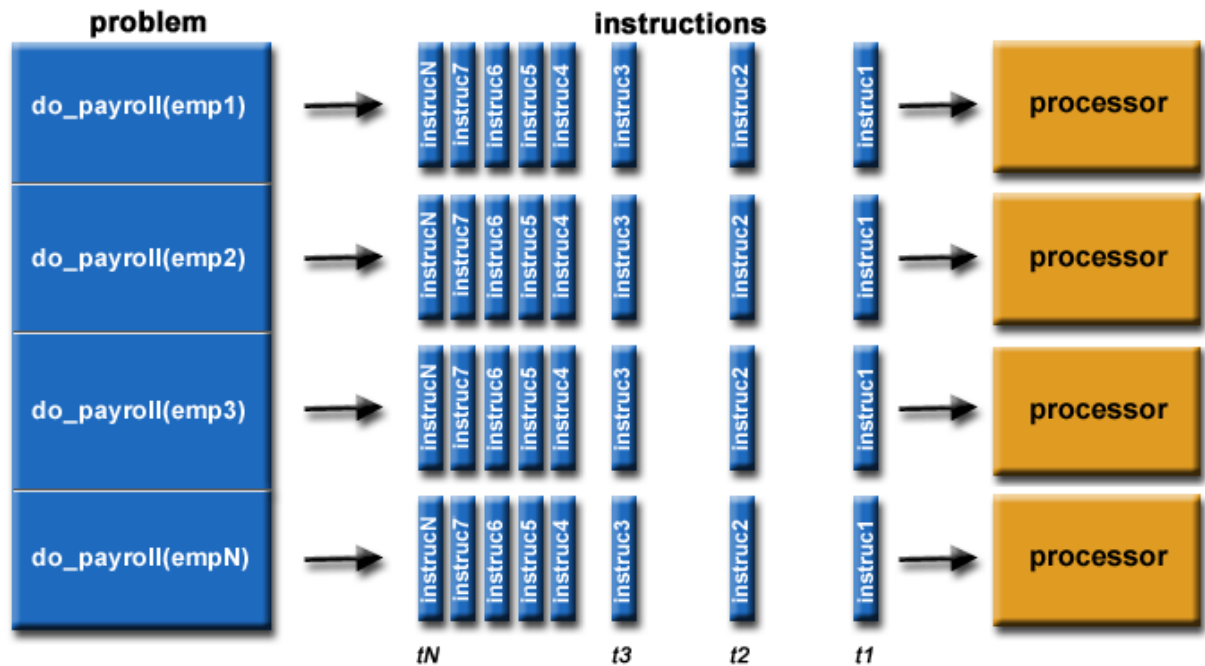 problem
instructions
do_payroll(emp1)
instrucN
instruc7
instruc6
instruc5
instruc4
instruc3
instruc2
instruc1
processor
do_payroll(emp2)
instrucN
instruc7
instruc6
instruc5
instruc4
instruc3
instruc2
instruc1
processor
do_payroll(emp3)
instrucN
instruc7
instruc6
instruc5
instruc4
instruc3
instruc2
instruc1
processor
do_payroll(empN)
instrucN
instruc7
instruc6
instruc5
instruc4
instruc3
instruc2
instruc1
processor
tN
t3
t2
t1